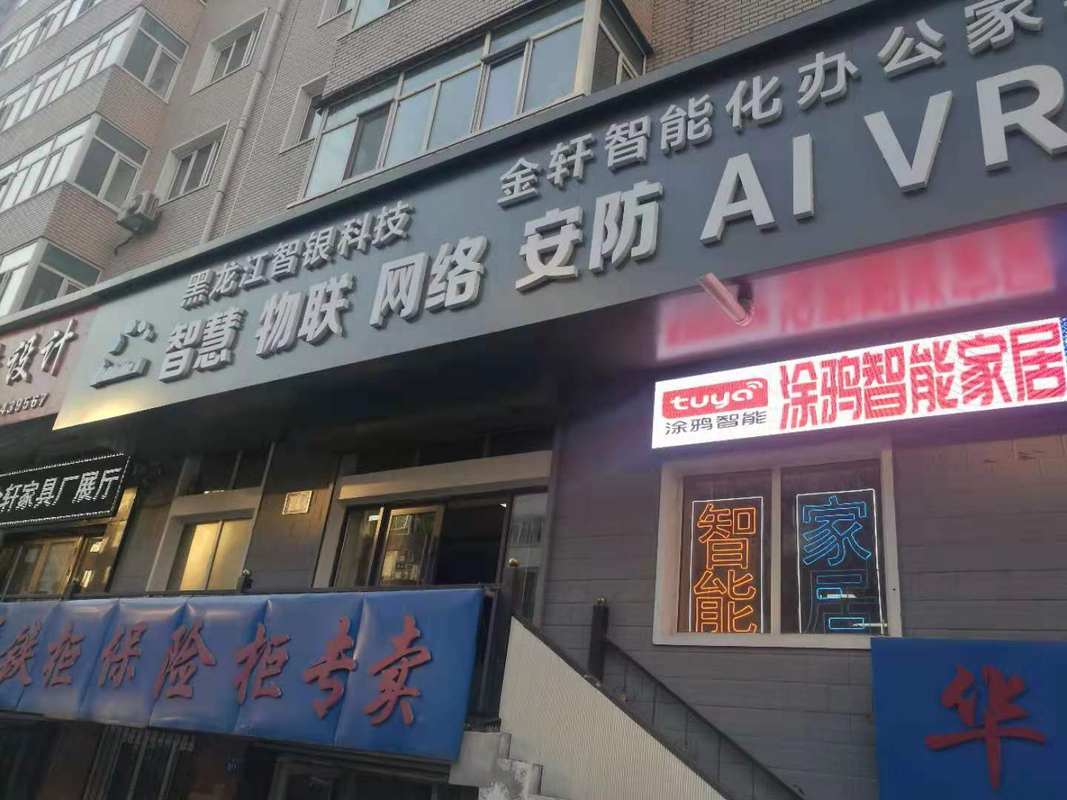 黑龙江智银科技
金轩智能化办公家
智慧 物联 网络 安防 AI VR
设计
439567
轩家具厂展厅
tuya
涂鸦智能
涂鸦智能家居
智能
家居
铁柜保险柜专卖
华